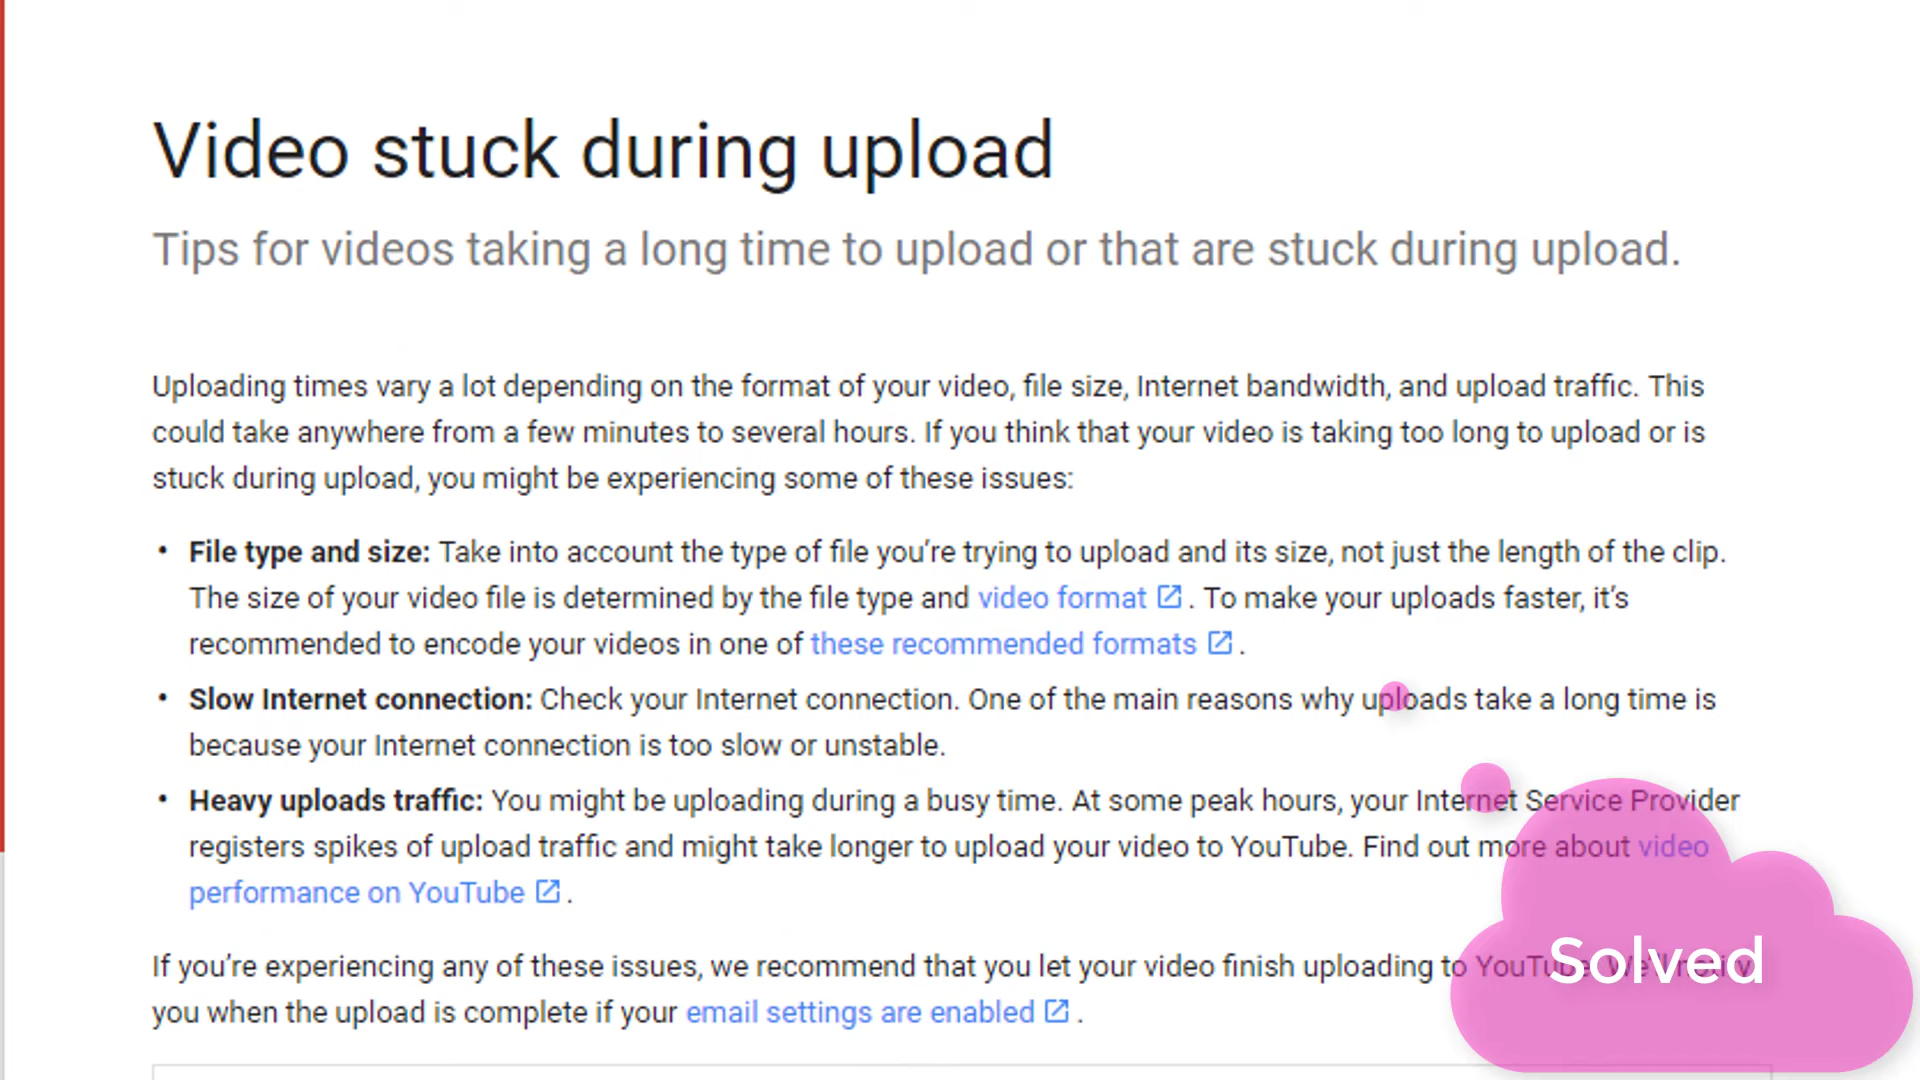 Video stuck during upload
Tips for videos taking a long time to upload or that are stuck during upload.
Uploading times vary a lot depending on the format of your video, file size, Internet bandwidth, and upload traffic. This
could take anywhere from a few minutes to several hours. If you think that your video is taking too long to upload or is
stuck during upload, you might be experiencing some of these issues:
• File type and size: Take into account the type of file you’re trying to upload and its size, not just the length of the clip.
The size of your video file is determined by the file type and video format . To make your uploads faster, it’s
recommended to encode your videos in one of these recommended formats .
• Slow Internet connection: Check your Internet connection. One of the main reasons why uploads take a long time is
because your Internet connection is too slow or unstable.
• Heavy uploads traffic: You might be uploading during a busy time. At some peak hours, your Internet Service Provider
registers spikes of upload traffic and might take longer to upload your video to YouTube. Find out more about video
performance on YouTube .
If you’re experiencing any of these issues, we recommend that you let your video finish uploading to YouTube. We’ll notify
you when the upload is complete if your email settings are enabled .
Solved